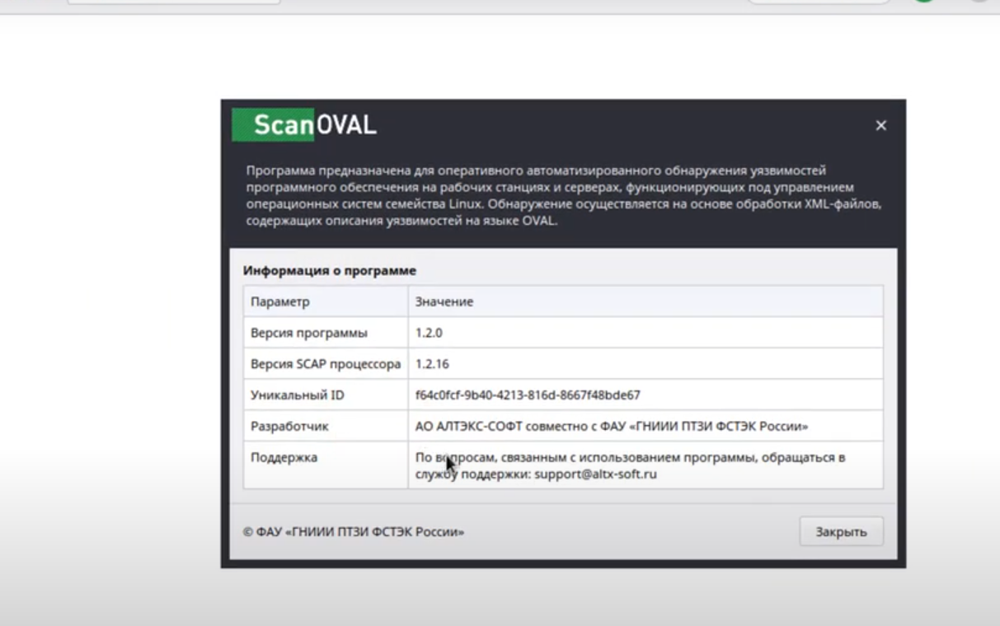 ScanOVAL
Программа предназначена для оперативного автоматизированного обнаружения уязвимостей
программного обеспечения на рабочих станциях и серверах, функционирующих под управлением
операционных систем семейства Linux. Обнаружение осуществляется на основе обработки XML-файлов,
содержащих описания уязвимостей на языке OVAL.
Информация о программе
Параметр Значение
Версия программы 1.2.0
Версия SCAP процессора 1.2.16
Уникальный ID f64c0fcf-9b40-4213-816d-8667f48bde67
Разработчик АО АЛТЭКС-СОФТ совместно с ФАУ «ГНИИИ ПТЗИ ФСТЭК России»
Поддержка По вопросам, связанным с использованием программы, обращаться в
службу поддержки: support@altx-soft.ru
© ФАУ «ГНИИИ ПТЗИ ФСТЭК России»
Закрыть